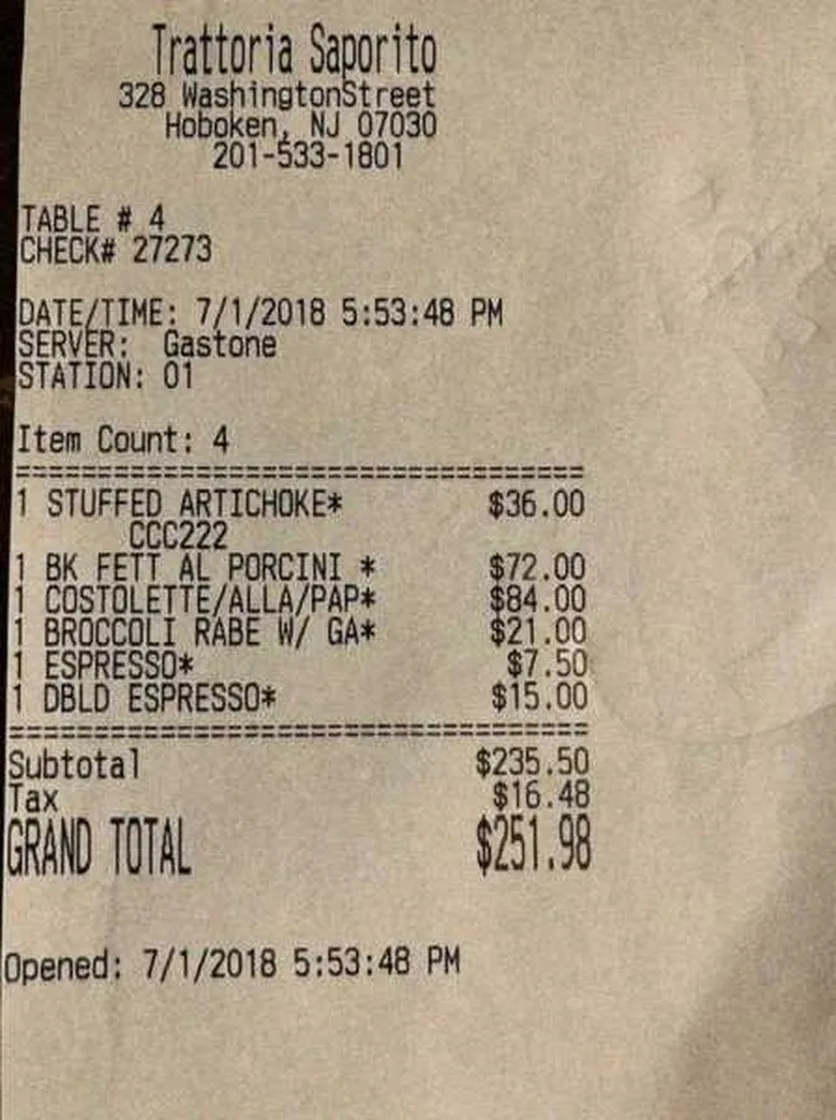 Trattoria Saporito
328 WashingtonStreet
Hoboken, NJ 07030
201-533-1801
TABLE # 4
CHECK# 27273
DATE/TIME: 7/1/2018 5:53:48 PM
SERVER: Gastone
STATION: 01
Item Count: 4
===================================
1 STUFFED ARTICHOKE* $36.00
CCC222
1 BK FETT AL PORCINI * $72.00
1 COSTOLETTE/ALLA/PAP* $84.00
1 BROCCOLI RABE W/ GA* $21.00
1 ESPRESSO* $7.50
1 DBLD ESPRESSO* $15.00
===================================
Subtotal $235.50
Tax $16.48
GRAND TOTAL $251.98
Opened: 7/1/2018 5:53:48 PM